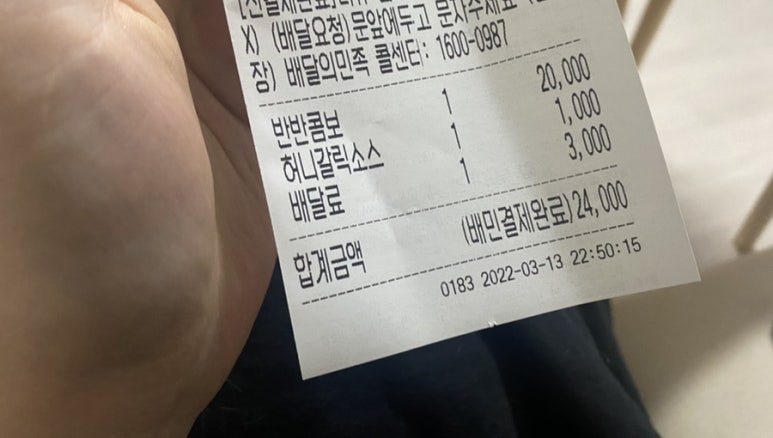 X) (배달요청)문앞에두고 문자주세요
장) 배달의민족 콜센터: 1600-0987
반반콤보 1 20,000
허니갈릭소스 1 1,000
배달료 1 3,000
합계금액 (배민결제완료)24,000
0183 2022-03-13 22:50:15